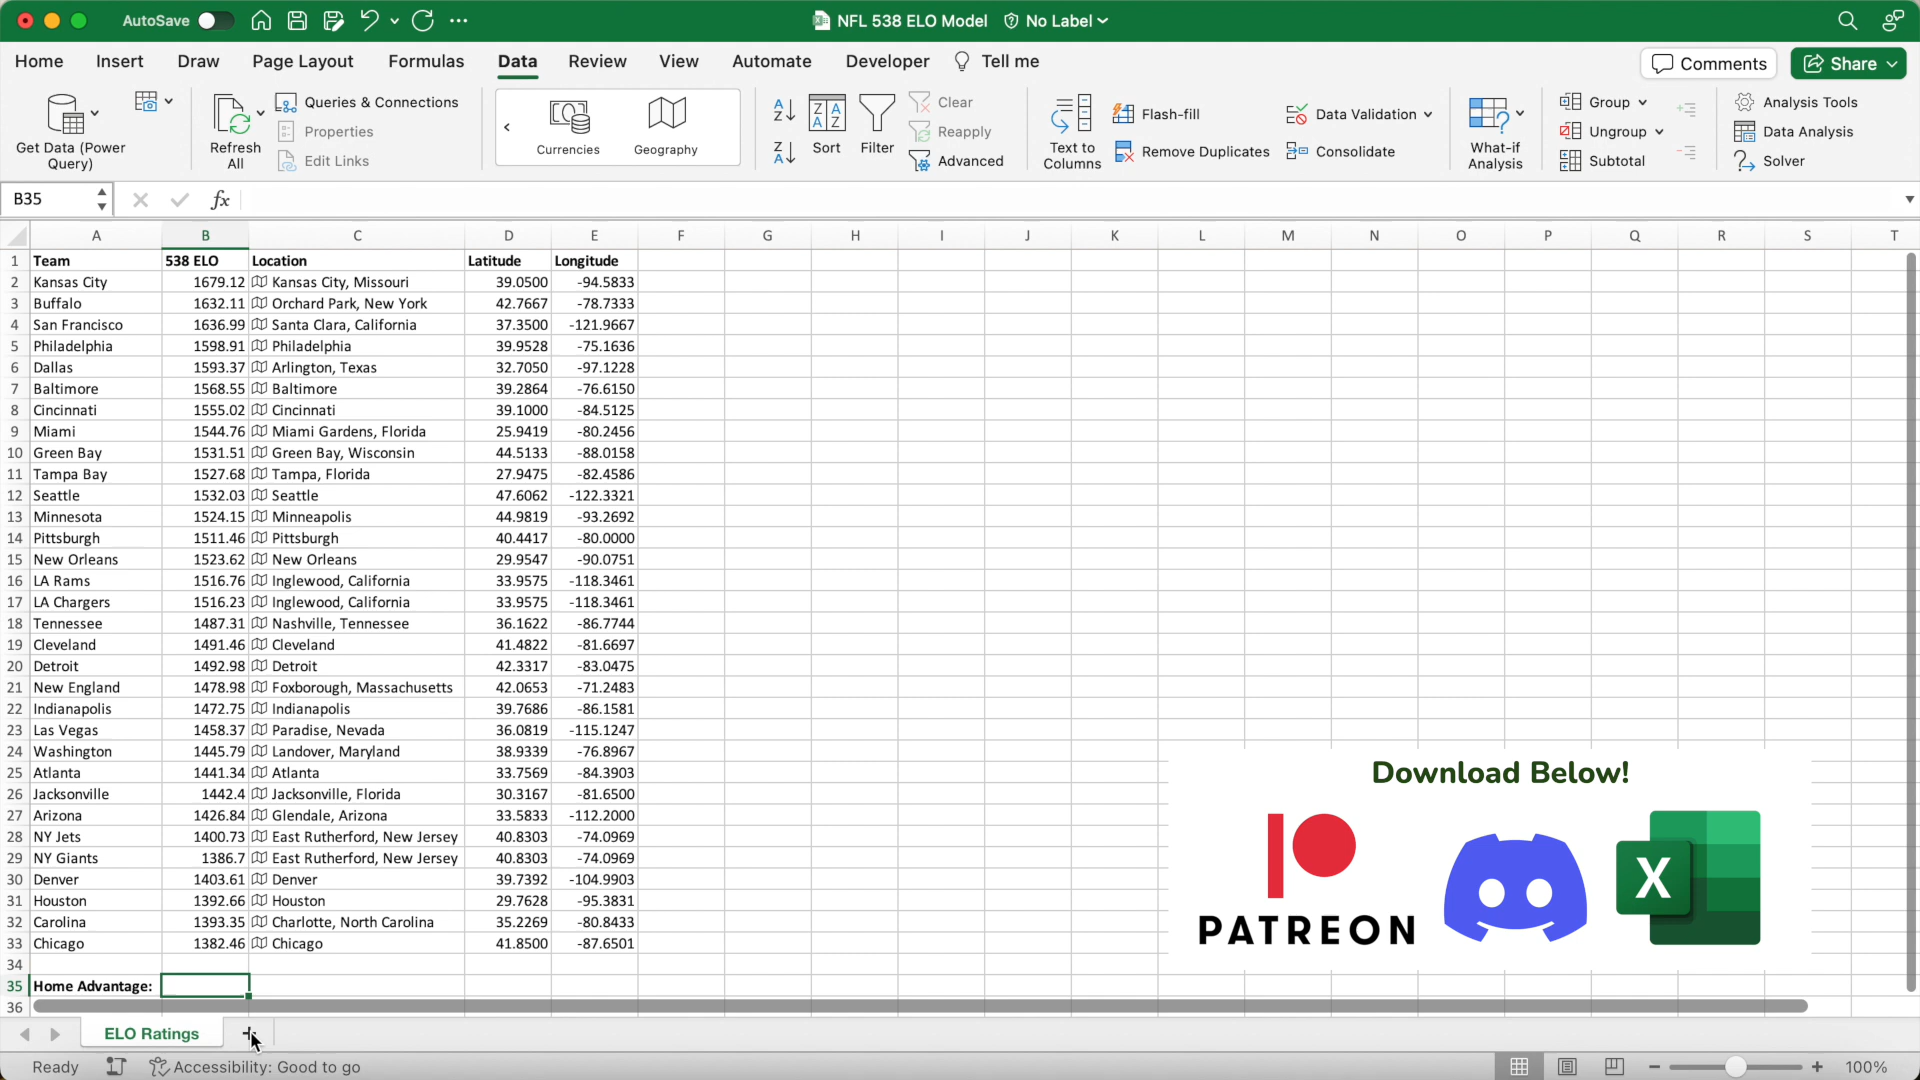 AutoSave NFL 538 ELO Model No Label
Home Insert Draw Page Layout Formulas Data Review View Automate Developer Tell me Comments Share
Get Data (Power Query)
Refresh All
Queries & Connections
Properties
Edit Links
Currencies Geography
Sort Filter
Clear
Reapply
Advanced
Text to Columns
Flash-fill
Remove Duplicates
Data Validation
Consolidate
What-if Analysis
Group
Ungroup
Subtotal
Analysis Tools
Data Analysis
Solver
B35 fx
A B C D E F G H I J K L M N O P Q R S T
1 Team 538 ELO Location Latitude Longitude
2 Kansas City 1679.12 Kansas City, Missouri 39.0500 -94.5833
3 Buffalo 1632.11 Orchard Park, New York 42.7667 -78.7333
4 San Francisco 1636.99 Santa Clara, California 37.3500 -121.9667
5 Philadelphia 1598.91 Philadelphia 39.9528 -75.1636
6 Dallas 1593.37 Arlington, Texas 32.7050 -97.1228
7 Baltimore 1568.55 Baltimore 39.2864 -76.6150
8 Cincinnati 1555.02 Cincinnati 39.1000 -84.5125
9 Miami 1544.76 Miami Gardens, Florida 25.9419 -80.2456
10 Green Bay 1531.51 Green Bay, Wisconsin 44.5133 -88.0158
11 Tampa Bay 1527.68 Tampa, Florida 27.9475 -82.4586
12 Seattle 1532.03 Seattle 47.6062 -122.3321
13 Minnesota 1524.15 Minneapolis 44.9819 -93.2692
14 Pittsburgh 1511.46 Pittsburgh 40.4417 -80.0000
15 New Orleans 1523.62 New Orleans 29.9547 -90.0751
16 LA Rams 1516.76 Inglewood, California 33.9575 -118.3461
17 LA Chargers 1516.23 Inglewood, California 33.9575 -118.3461
18 Tennessee 1487.31 Nashville, Tennessee 36.1622 -86.7744
19 Cleveland 1491.46 Cleveland 41.4822 -81.6697
20 Detroit 1492.98 Detroit 42.3317 -83.0475
21 New England 1478.98 Foxborough, Massachusetts 42.0653 -71.2483
22 Indianapolis 1472.75 Indianapolis 39.7686 -86.1581
23 Las Vegas 1458.37 Paradise, Nevada 36.0819 -115.1247
24 Washington 1445.79 Landover, Maryland 38.9339 -76.8967
25 Atlanta 1441.34 Atlanta 33.7569 -84.3903
26 Jacksonville 1442.4 Jacksonville, Florida 30.3167 -81.6500
27 Arizona 1426.84 Glendale, Arizona 33.5833 -112.2000
28 NY Jets 1400.73 East Rutherford, New Jersey 40.8303 -74.0969
29 NY Giants 1386.7 East Rutherford, New Jersey 40.8303 -74.0969
30 Denver 1403.61 Denver 39.7392 -104.9903
31 Houston 1392.66 Houston 29.7628 -95.3831
32 Carolina 1393.35 Charlotte, North Carolina 35.2269 -80.8433
33 Chicago 1382.46 Chicago 41.8500 -87.6501
34
35 Home Advantage:
36
Download Below!
PATREON
X
ELO Ratings
Ready Accessibility: Good to go 100%